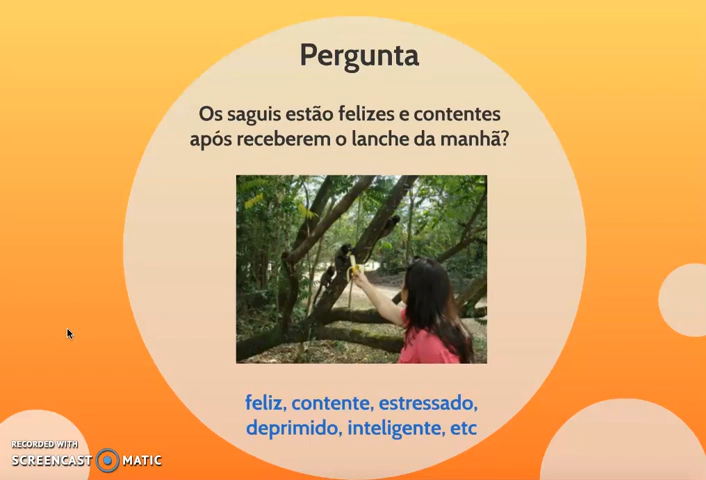 Pergunta
Os saguis estão felizes e contentes
após receberem o lanche da manhã?
feliz, contente, estressado,
deprimido, inteligente, etc
RECORDED WITH
SCREENCAST MATIC